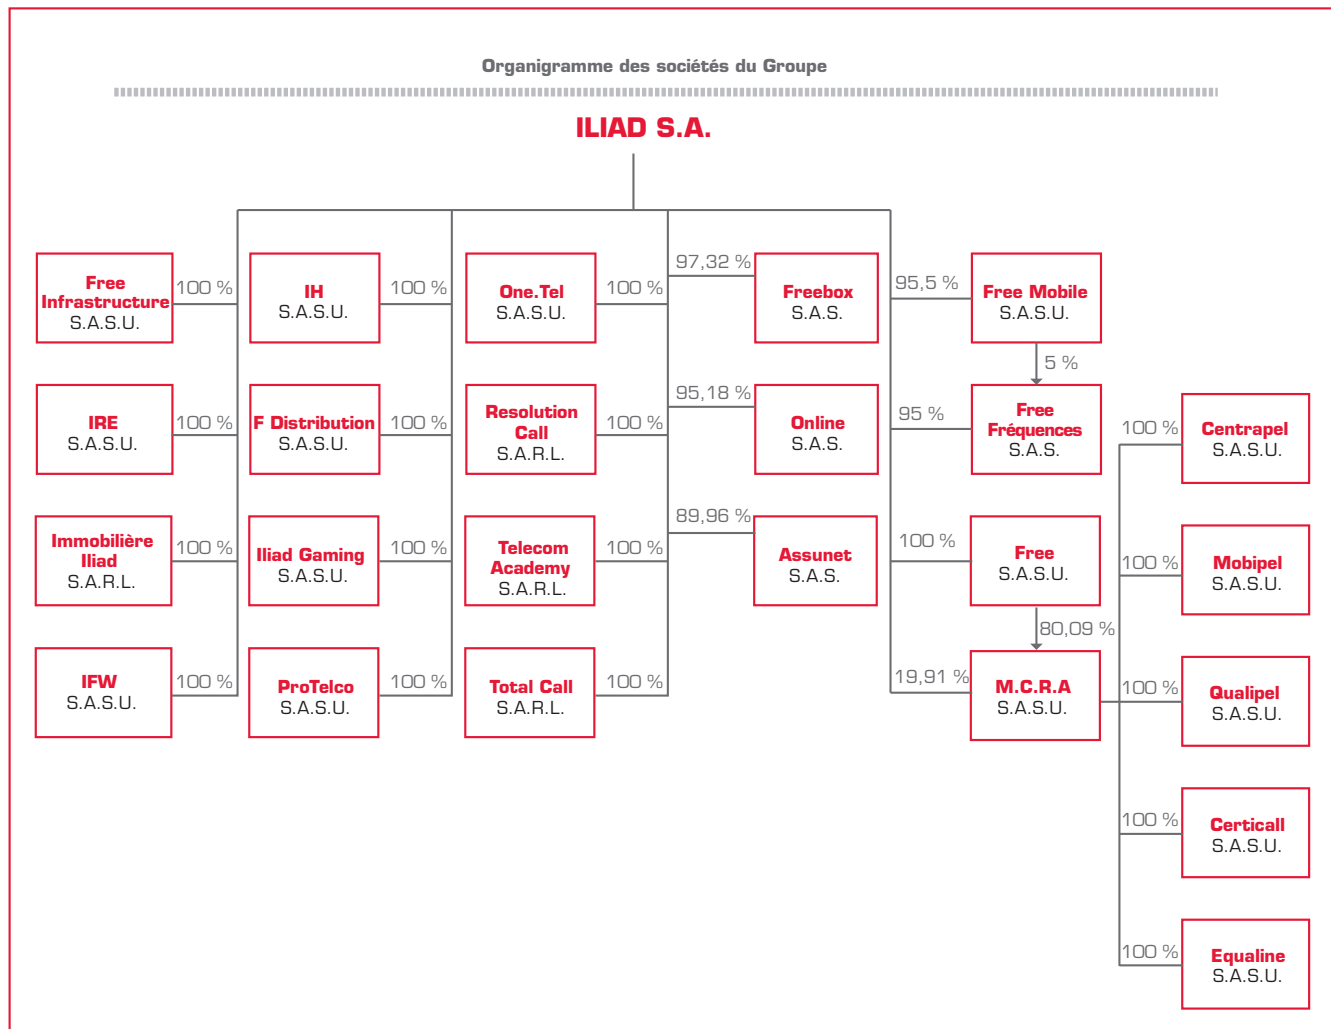 Organigramme des sociétés du Groupe
ILIAD S.A.
Free
Infrastructure
S.A.S.U.
100 %
IH
S.A.S.U.
100 %
One.Tel
S.A.S.U.
100 %
97,32 %
Freebox
S.A.S.
95,5 %
Free Mobile
S.A.S.U.
5 %
IRE
S.A.S.U.
100 %
F Distribution
S.A.S.U.
100 %
Resolution
Call
S.A.R.L.
100 %
95,18 %
Online
S.A.S.
95 %
Free
Fréquences
S.A.S.
100 %
Centrapel
S.A.S.U.
Immobilière
Iliad
S.A.R.L.
100 %
Iliad Gaming
S.A.S.U.
100 %
Telecom
Academy
S.A.R.L.
100 %
89,96 %
Assunet
S.A.S.
100 %
Free
S.A.S.U.
80,09 %
100 %
Mobipel
S.A.S.U.
IFW
S.A.S.U.
100 %
ProTelco
S.A.S.U.
100 %
Total Call
S.A.R.L.
100 %
19,91 %
M.C.R.A
S.A.S.U.
100 %
Qualipel
S.A.S.U.
100 %
Certicall
S.A.S.U.
100 %
Equaline
S.A.S.U.